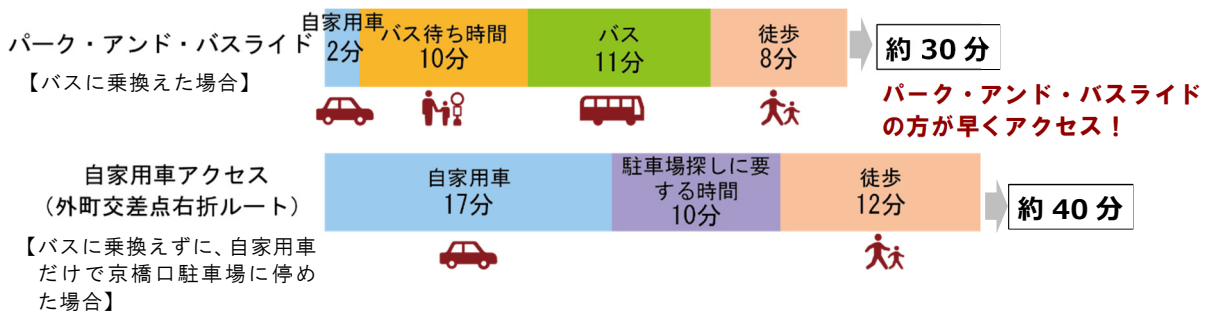 パーク・アンド・バスライド
【バスに乗換えた場合】
自家用車
2分
バス待ち時間
10分
バス
11分
徒歩
8分
約 30 分
パーク・アンド・バスライド
の方が早くアクセス！
自家用車アクセス
（外町交差点右折ルート）
【バスに乗換えずに、自家用車
だけで京橋口駐車場に停め
た場合】
自家用車
17分
駐車場探しに要
する時間
10分
徒歩
12分
約 40 分